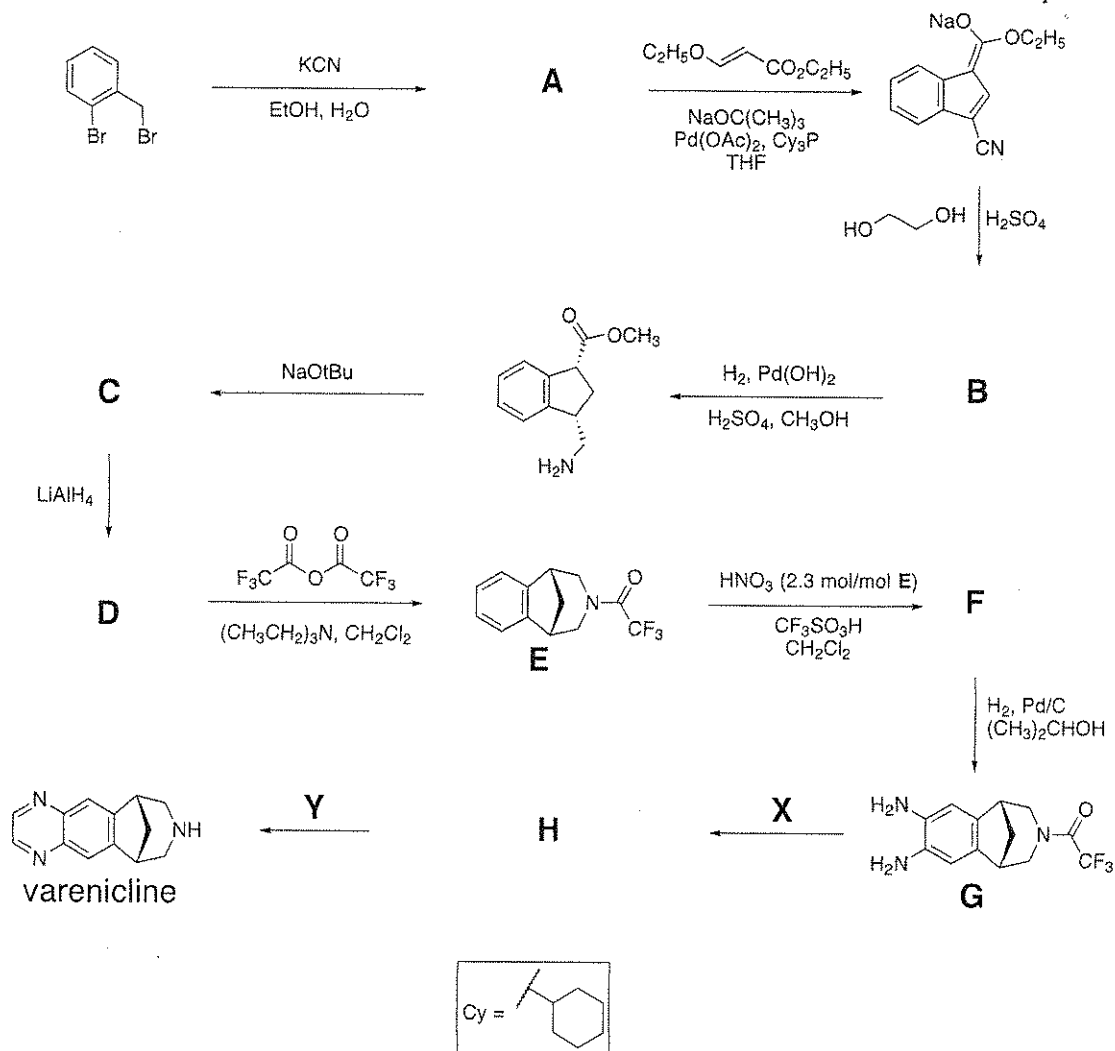 KCN
EtOH, H₂O
Br
Br
A
C₂H₅O
CO₂C₂H₅
NaOC(CH₃)₃
Pd(OAc)₂, Cy₃P
THF
NaO
OC₂H₅
CN
HO
OH
H₂SO₄
C
NaOtBu
O
OCH₃
H₂N
H₂, Pd(OH)₂
H₂SO₄, CH₃OH
B
LiAlH₄
D
O
O
F₃C
O
CF₃
(CH₃CH₂)₃N, CH₂Cl₂
N
O
CF₃
E
HNO₃ (2.3 mol/mol E)
CF₃SO₃H
CH₂Cl₂
F
H₂, Pd/C
(CH₃)₂CHOH
N
N
NH
varenicline
Y
H
X
H₂N
H₂N
N
O
CF₃
G
Cy =